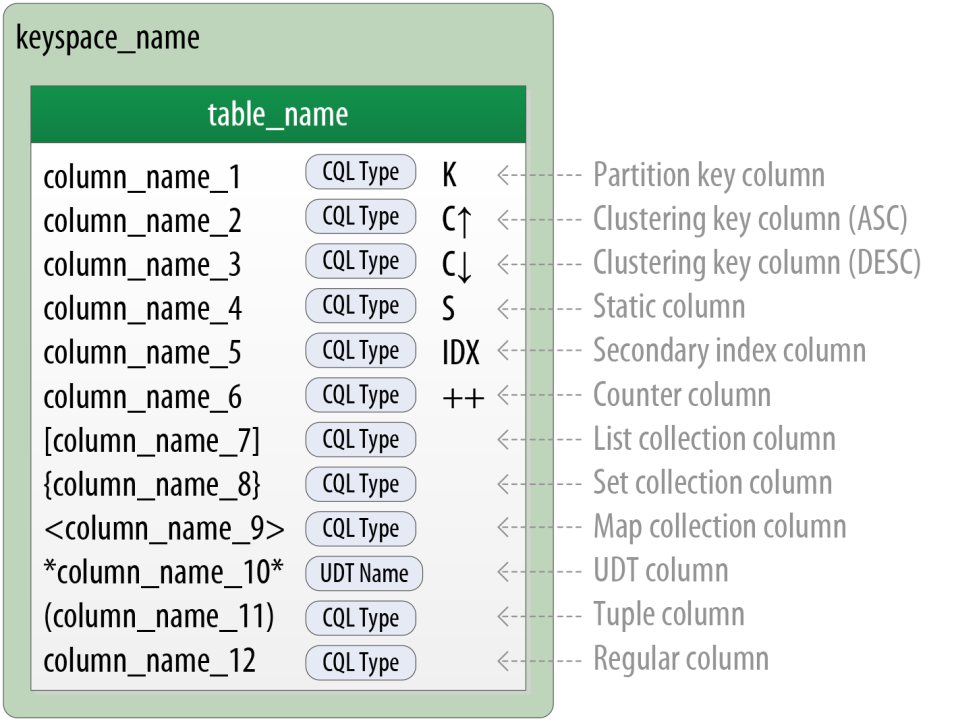 keyspace_name
table_name
column_name_1 CQL Type K Partition key column
column_name_2 CQL Type C↑ Clustering key column (ASC)
column_name_3 CQL Type C↓ Clustering key column (DESC)
column_name_4 CQL Type S Static column
column_name_5 CQL Type IDX Secondary index column
column_name_6 CQL Type ++ Counter column
[column_name_7] CQL Type List collection column
{column_name_8} CQL Type Set collection column
<column_name_9> CQL Type Map collection column
*column_name_10* UDT Name UDT column
(column_name_11) CQL Type Tuple column
column_name_12 CQL Type Regular column